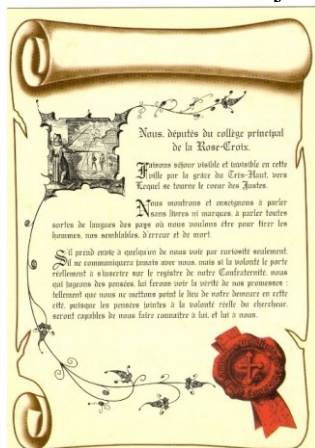 Nous, députés du collège principal
de la Rose-Croix,
Faisons séjour visible et invisible en cette
ville par la grâce du Très-Haut, vers
Lequel se tourne le coeur des Justes.
Nous montrons et enseignons à parler
sans livres ni marques, à parler toutes
sortes de langues des pays où nous voulons être pour tirer les
hommes, nos semblables, d'erreur et de mort.
S'il prend envie à quelqu'un de nous voir par curiosité seulement,
Il ne communiquera jamais avec nous, mais si la volonté le porte
réellement à s'inscrire sur le registre de notre Confraternité, nous
qui jugeons des pensées, lui ferons voir la vérité de nos promesses :
tellement que nous ne mettons point le lieu de notre demeure en cette
cité, puisque les pensées jointes à la volonté réelle du chercheur,
seront capables de nous faire connaître à lui, et lui à nous.